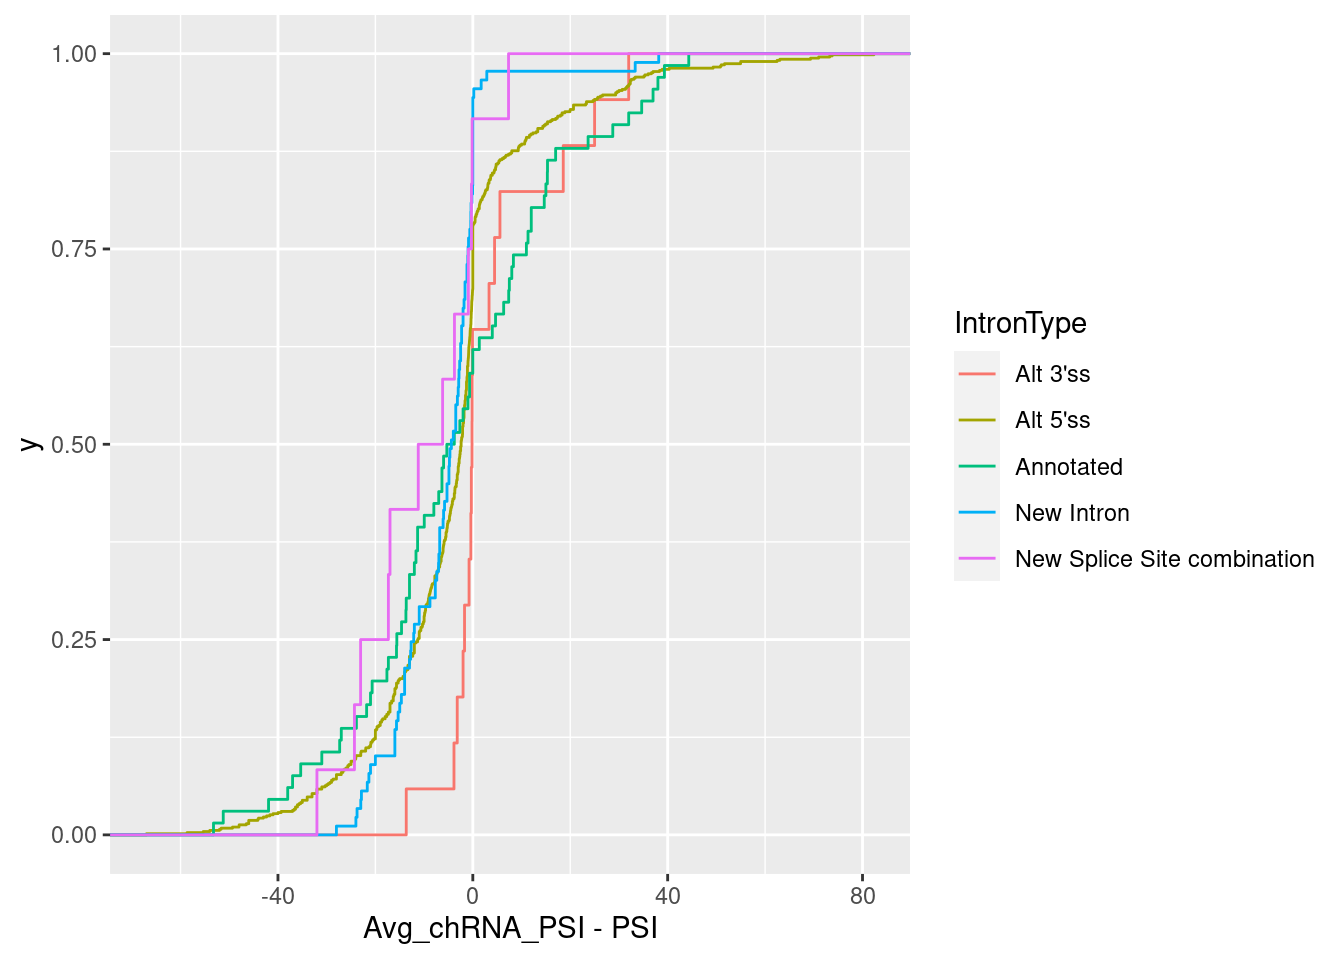 1.00
0.75
0.50
0.25
0.00
y
-40
0
40
80
Avg_chRNA_PSI - PSI
IntronType
Alt 3'ss
Alt 5'ss
Annotated
New Intron
New Splice Site combination